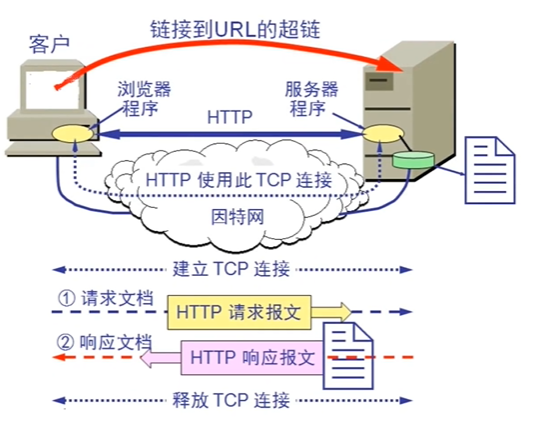 链接到URL的超链
客户
浏览器
程序
服务器
程序
HTTP
HTTP 使用此 TCP 连接
因特网
建立 TCP 连接
① 请求文档
HTTP 请求报文
② 响应文档
HTTP 响应报文
释放 TCP 连接